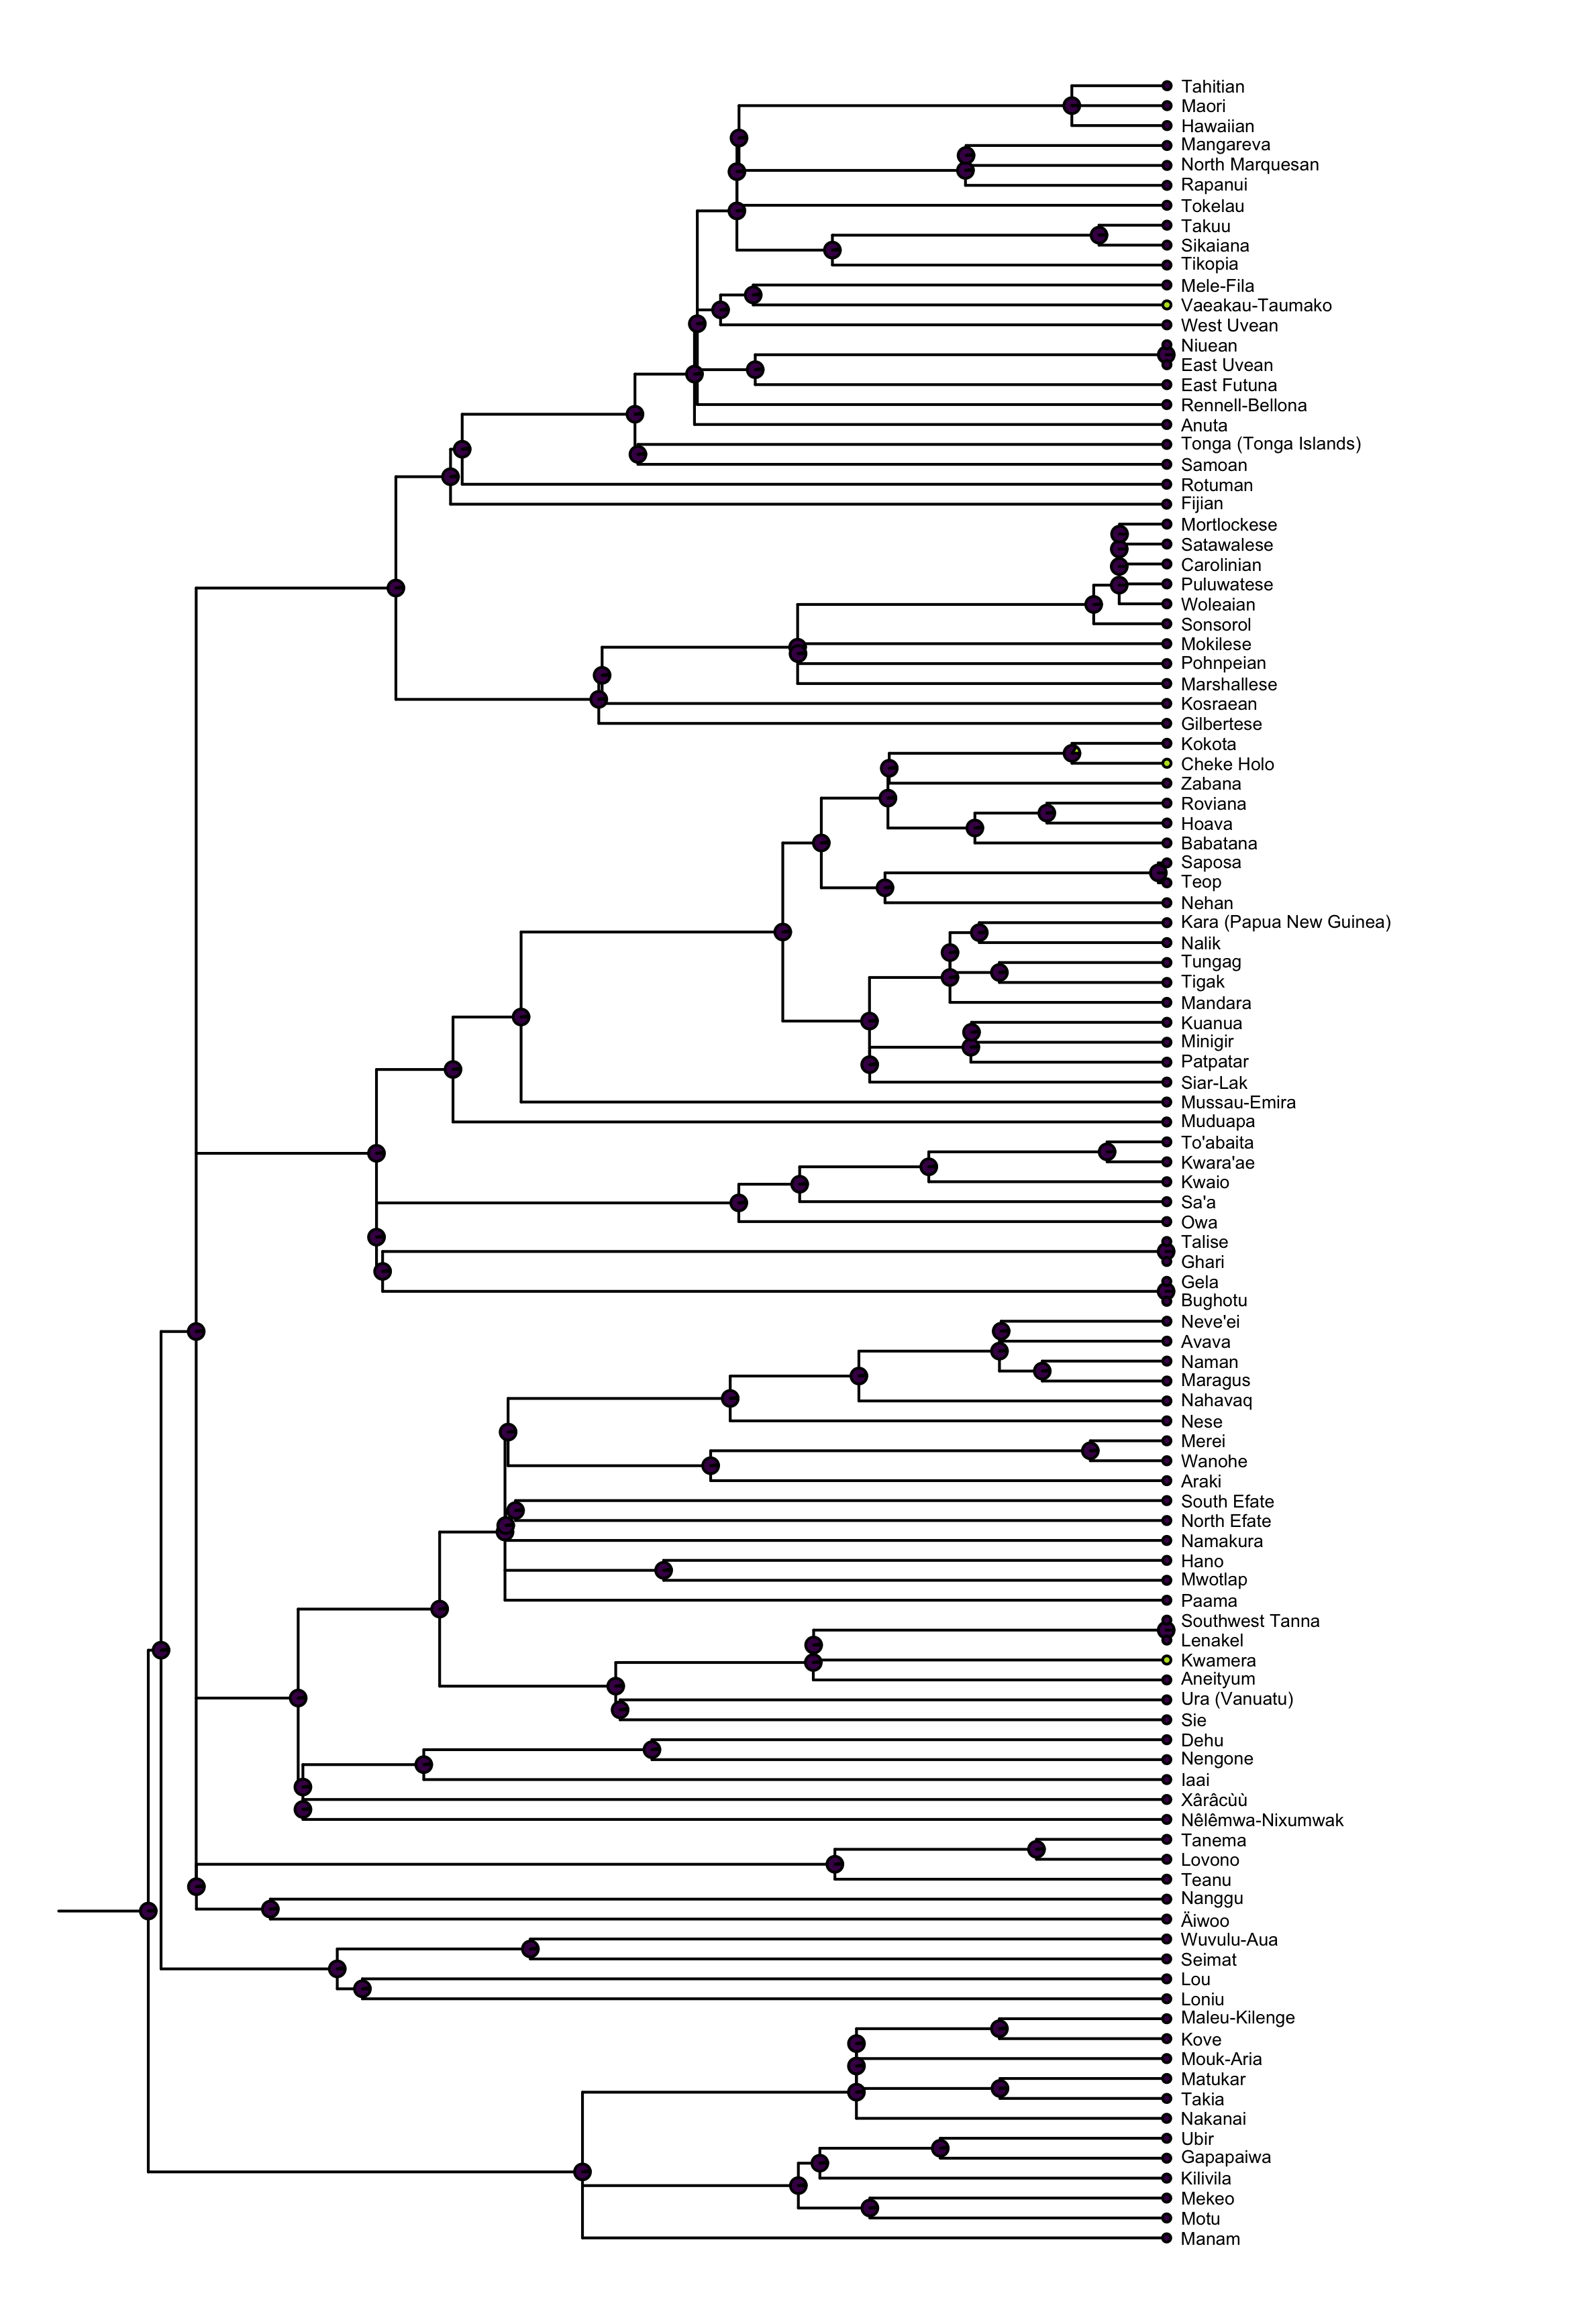 Tahitian
Maori
Hawaiian
Mangareva
North Marquesan
Rapanui
Tokelau
Takuu
Sikaiana
Tikopia
Mele-Fila
Vaeakau-Taumako
West Uvean
Niuean
East Uvean
East Futuna
Rennell-Bellona
Anuta
Tonga (Tonga Islands)
Samoan
Rotuman
Fijian
Mortlockese
Satawalese
Carolinian
Puluwatese
Woleaian
Sonsorol
Mokilese
Pohnpeian
Marshallese
Kosraean
Gilbertese
Kokota
Cheke Holo
Zabana
Roviana
Hoava
Babatana
Saposa
Teop
Nehan
Kara (Papua New Guinea)
Nalik
Tungag
Tigak
Mandara
Kuanua
Minigir
Patpatar
Siar-Lak
Mussau-Emira
Muduapa
To'abaita
Kwara'ae
Kwaio
Sa'a
Owa
Talise
Ghari
Gela
Bughotu
Neve'ei
Avava
Naman
Maragus
Nahavaq
Nese
Merei
Wanohe
Araki
South Efate
North Efate
Namakura
Hano
Mwotlap
Paama
Southwest Tanna
Lenakel
Kwamera
Aneityum
Ura (Vanuatu)
Sie
Dehu
Nengone
Iaai
Xârâcùù
Nêlêmwa-Nixumwak
Tanema
Lovono
Teanu
Nanggu
Äiwoo
Wuvulu-Aua
Seimat
Lou
Loniu
Maleu-Kilenge
Kove
Mouk-Aria
Matukar
Takia
Nakanai
Ubir
Gapapaiwa
Kilivila
Mekeo
Motu
Manam